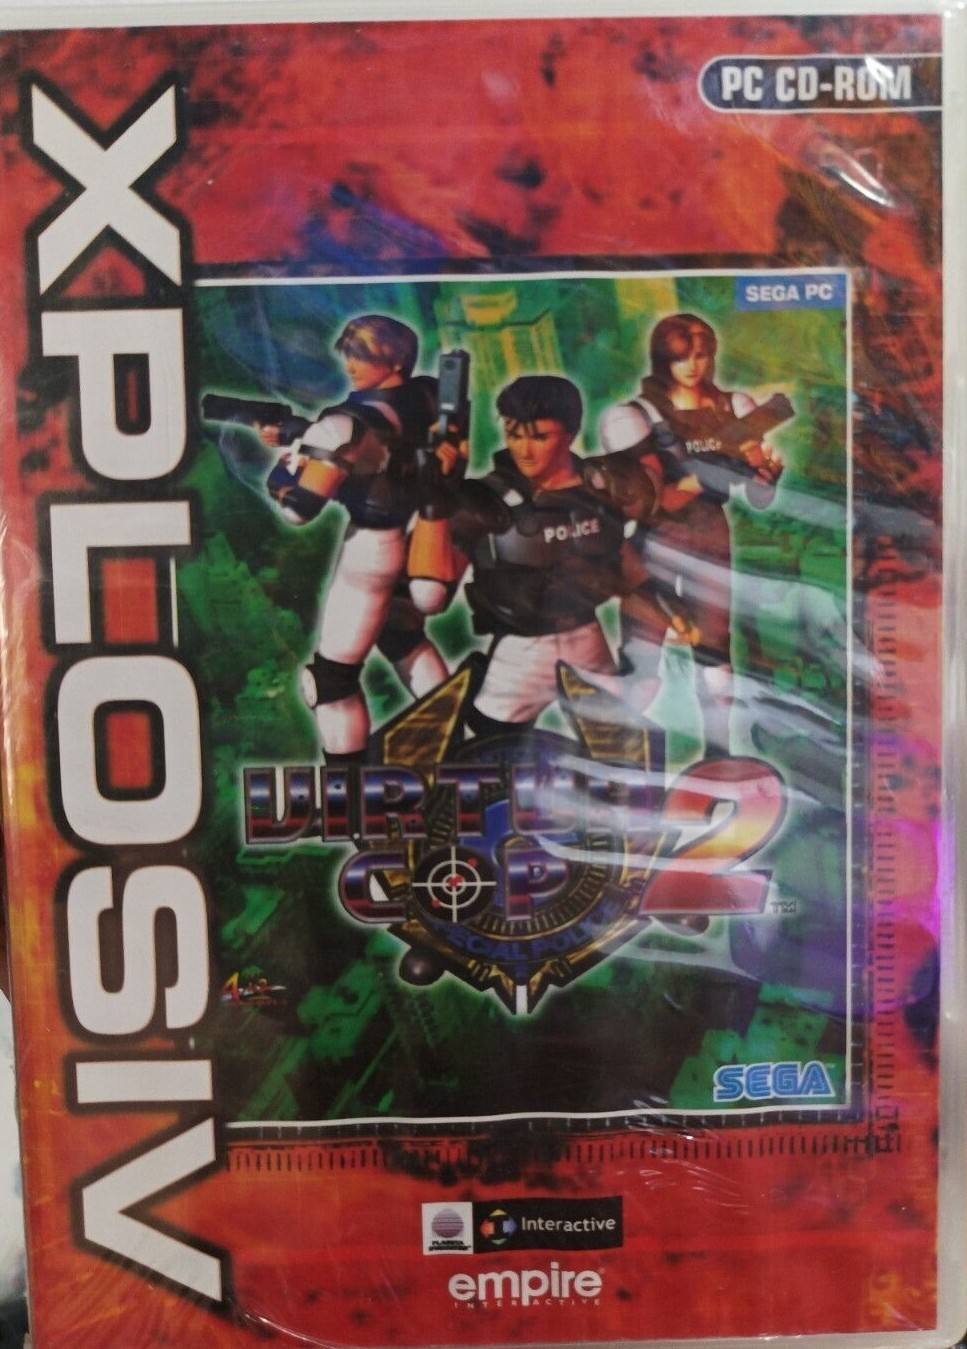 PC CD-ROM
XPLOSIV
SEGA PC
POLICE
POLICE
VIRTUA
COP 2 TM
SPECIAL POLICE
SEGA
Interactive
empire
INTERACTIVE